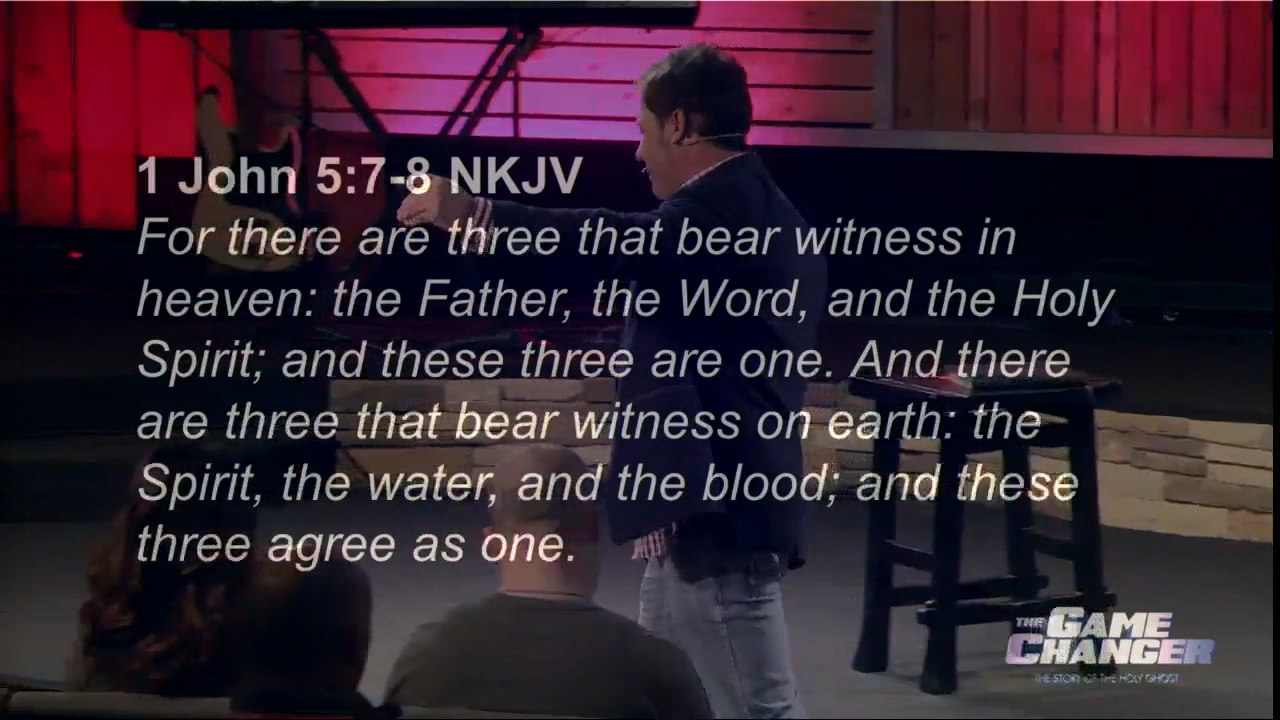 1 John 5:7-8 NKJV
For there are three that bear witness in
heaven: the Father, the Word, and the Holy
Spirit; and these three are one. And there
are three that bear witness on earth: the
Spirit, the water, and the blood; and these
three agree as one.
THE GAME
CHANGER
THE STORY OF THE HOLY GHOST